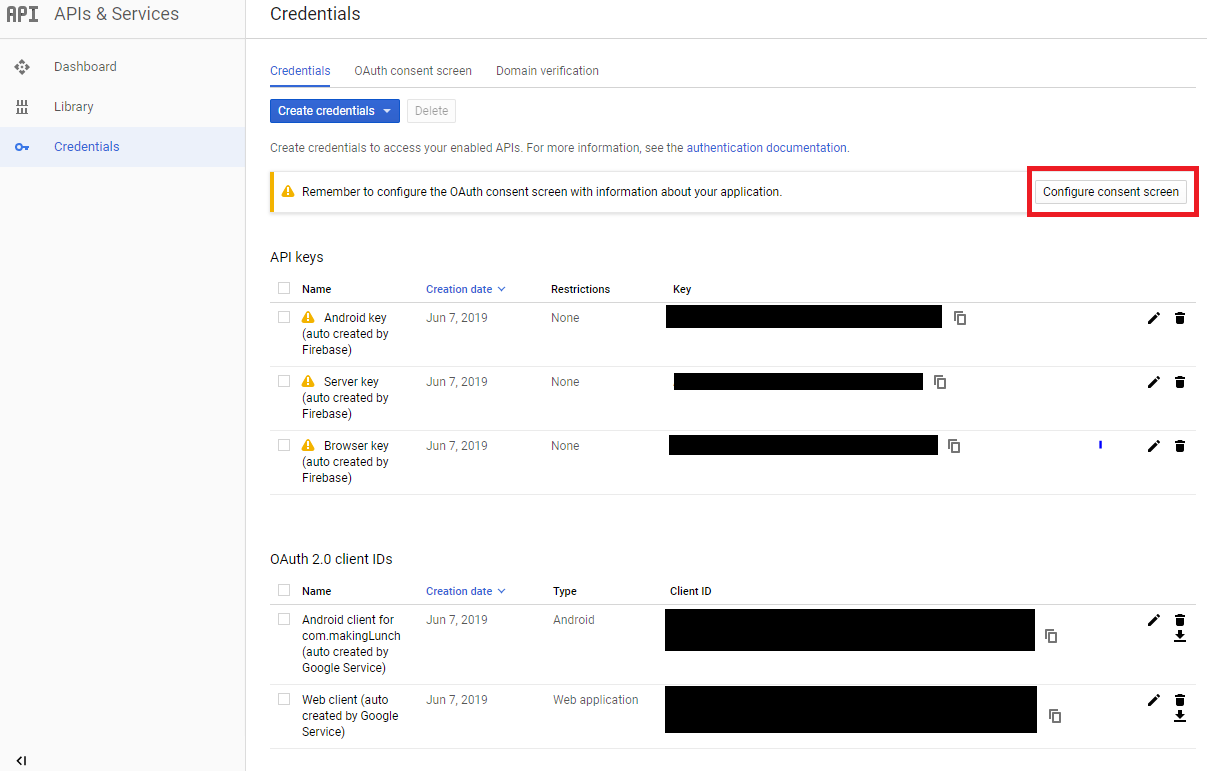 API APIs & Services
Credentials
Dashboard
Library
Credentials
Credentials OAuth consent screen Domain verification
Create credentials Delete
Create credentials to access your enabled APIs. For more information, see the authentication documentation.
Remember to configure the OAuth consent screen with information about your application. Configure consent screen
API keys
Name Creation date Restrictions Key
Android key Jun 7, 2019 None
(auto created by
Firebase)
Server key Jun 7, 2019 None
(auto created by
Firebase)
Browser key Jun 7, 2019 None
(auto created by
Firebase)
OAuth 2.0 client IDs
Name Creation date Type Client ID
Android client for Jun 7, 2019 Android
com.makingLunch
(auto created by
Google Service)
Web client (auto Jun 7, 2019 Web application
created by Google
Service)